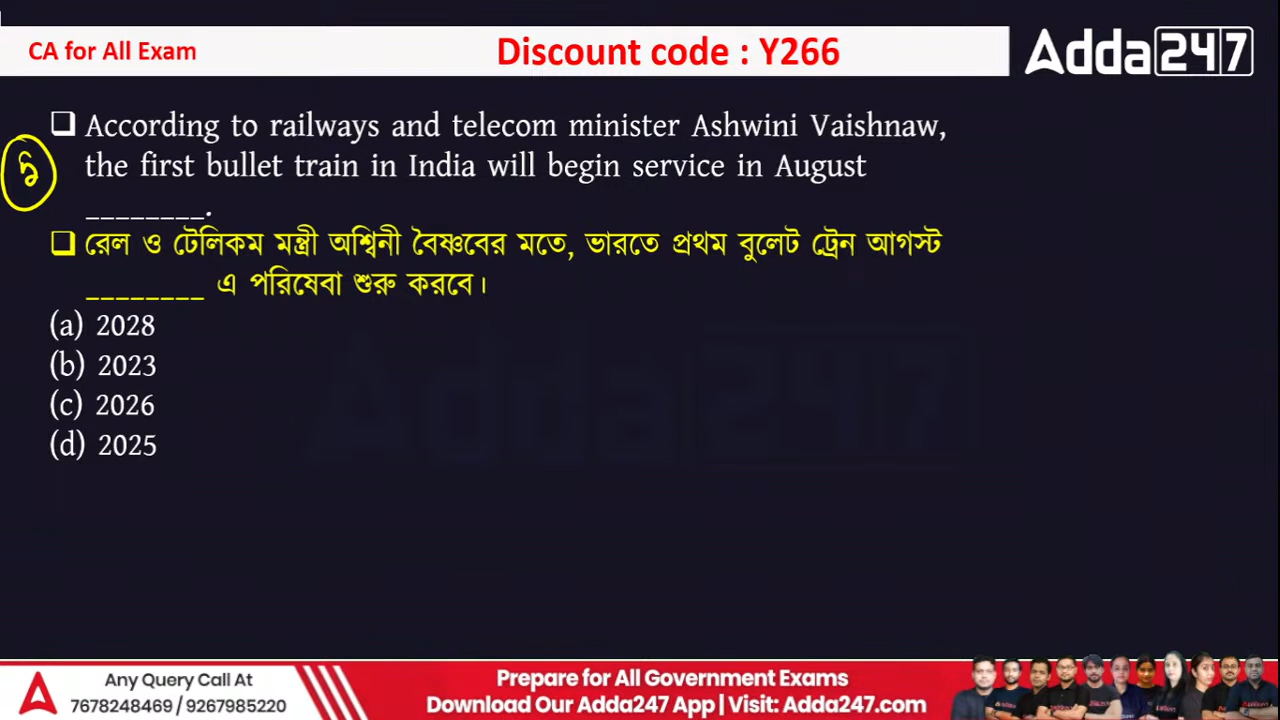 CA for All Exam
Discount code : Y266
Adda247
According to railways and telecom minister Ashwini Vaishnaw,
the first bullet train in India will begin service in August
________.
রেল ও টেলিকম মন্ত্রী অশ্বিনী বৈষ্ণবের মতে, ভারতে প্রথম বুলেট ট্রেন আগস্ট
________ এ পরিষেবা শুরু করবে।
(a) 2028
(b) 2023
(c) 2026
(d) 2025
Adda247
Any Query Call At
7678248469 / 9267985220
Prepare for All Government Exams
Download Our Adda247 App | Visit: Adda247.com